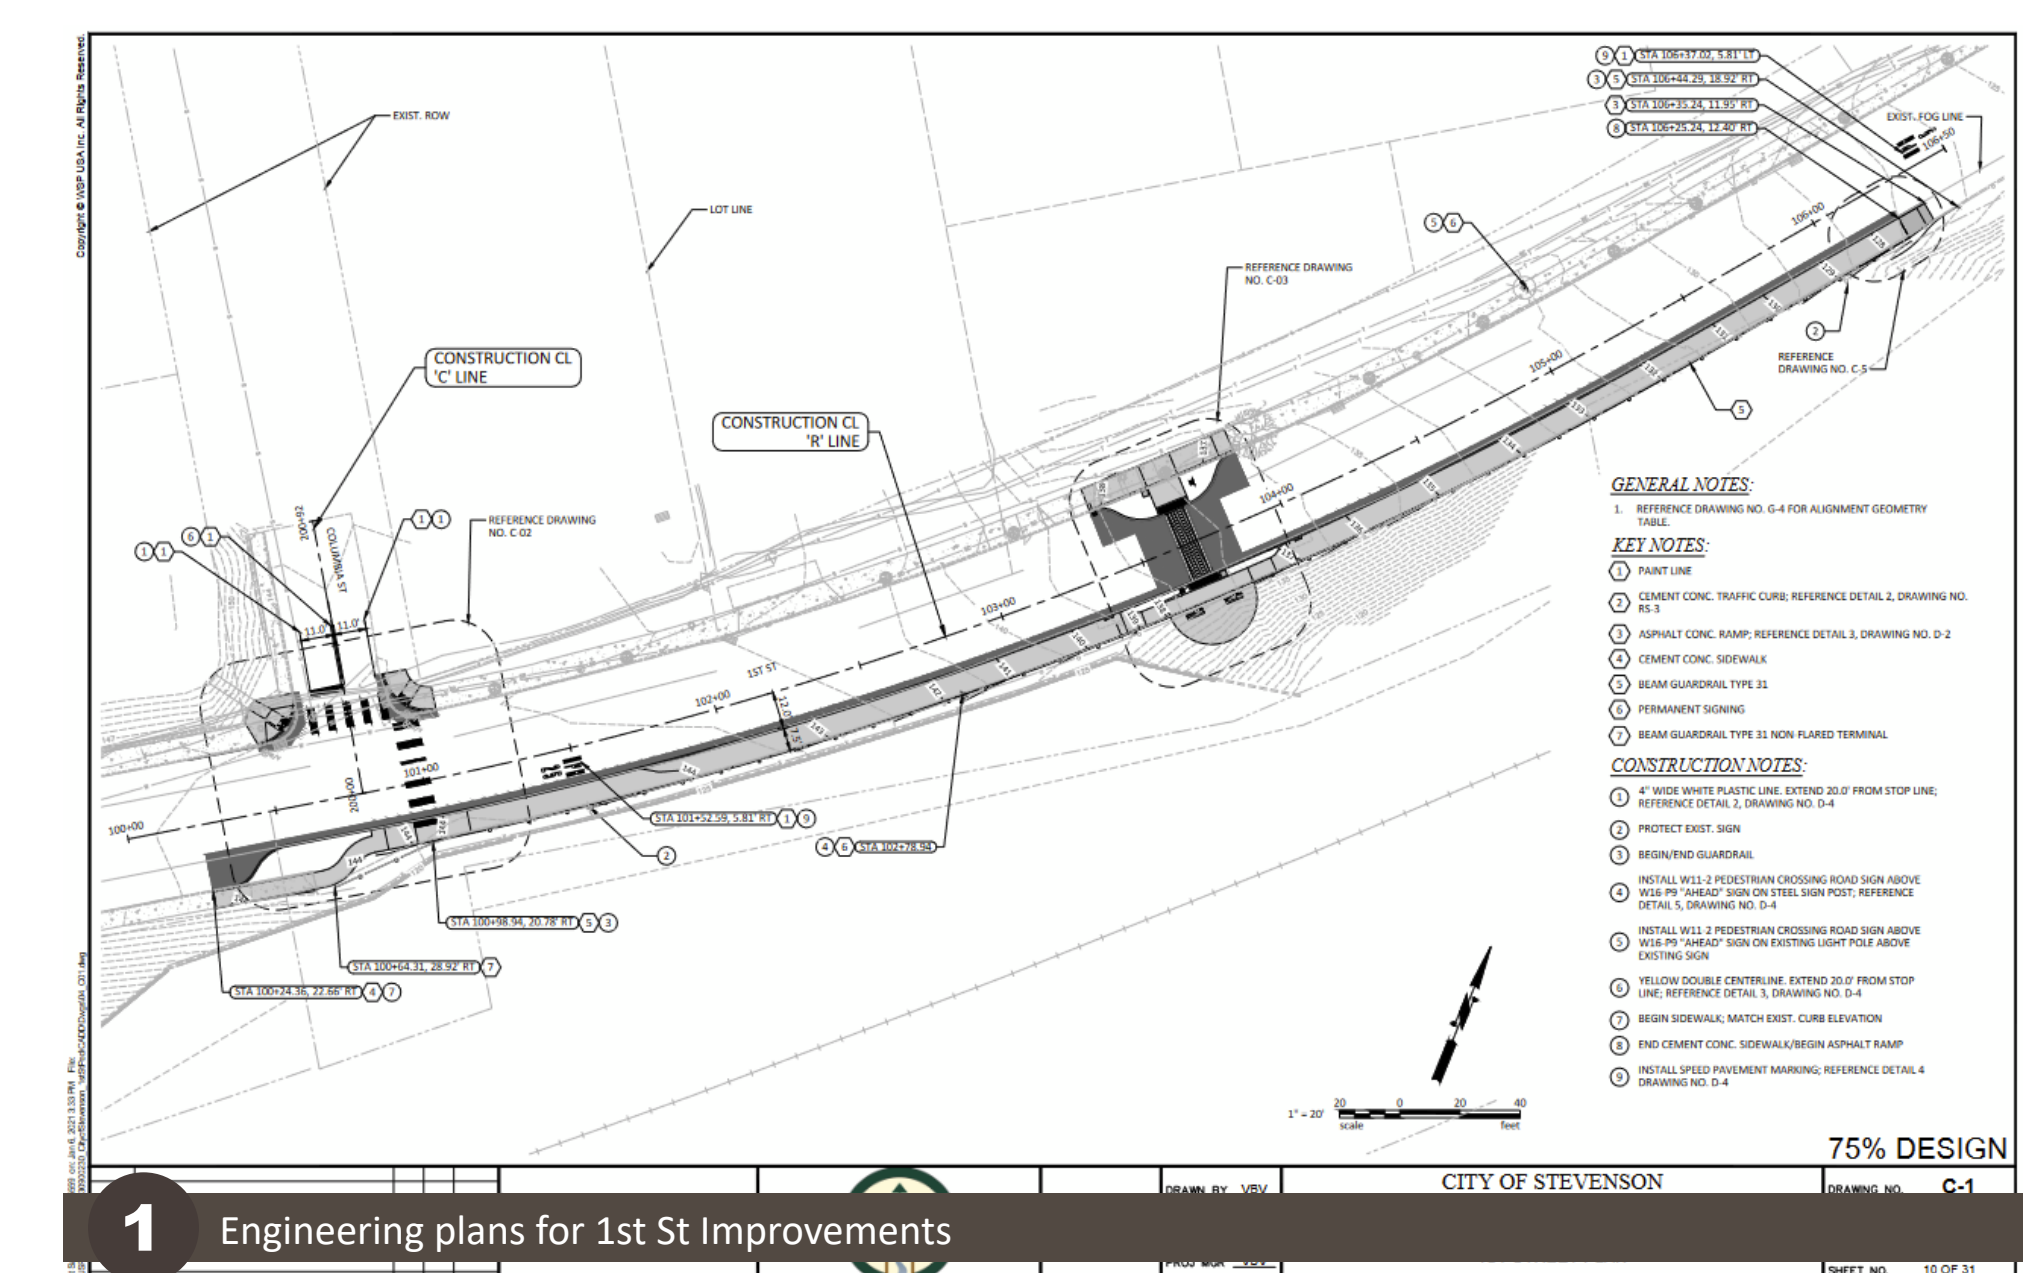 Copyright © WSP USA Inc. All Rights Reserved.
EXIST. ROW
LOT LINE
9 1 STA 106+37.02, 5.81' LT
3 5 STA 106+44.29, 18.92' RT
3 STA 106+35.24, 11.95' RT
8 STA 106+25.24, 12.40' RT
EXIST. FOG LINE
106+50
106+00
5 6
REFERENCE DRAWING
NO. C-03
2
REFERENCE
DRAWING NO. C-5
5
105+00
104+00
CONSTRUCTION CL
'C' LINE
CONSTRUCTION CL
'R' LINE
200+92
COLUMBIA ST
1 1
6 1
1 1
REFERENCE DRAWING
NO. C-02
11.0' 11.0'
103+00
1ST ST
102+00
12.0'
7.5'
101+00
200+00
100+00
STA 101+52.59, 5.81' RT 1 9
2
4 6 STA 102+78.94
STA 100+98.94, 20.78' RT 5 3
STA 100+64.31, 28.92' RT 7
STA 100+24.36, 22.66' RT 4 7
GENERAL NOTES:
1. REFERENCE DRAWING NO. G-4 FOR ALIGNMENT GEOMETRY
TABLE.
KEY NOTES:
1 PAINT LINE
2 CEMENT CONC. TRAFFIC CURB; REFERENCE DETAIL 2, DRAWING NO.
RS-3
3 ASPHALT CONC. RAMP; REFERENCE DETAIL 3, DRAWING NO. D-2
4 CEMENT CONC. SIDEWALK
5 BEAM GUARDRAIL TYPE 31
6 PERMANENT SIGNING
7 BEAM GUARDRAIL TYPE 31 NON-FLARED TERMINAL
CONSTRUCTION NOTES:
1 4" WIDE WHITE PLASTIC LINE. EXTEND 20.0' FROM STOP LINE;
REFERENCE DETAIL 2, DRAWING NO. D-4
2 PROTECT EXIST. SIGN
3 BEGIN/END GUARDRAIL
4 INSTALL W11-2 PEDESTRIAN CROSSING ROAD SIGN ABOVE
W16-P9 "AHEAD" SIGN ON STEEL SIGN POST; REFERENCE
DETAIL 5, DRAWING NO. D-4
5 INSTALL W11-2 PEDESTRIAN CROSSING ROAD SIGN ABOVE
W16-P9 "AHEAD" SIGN ON EXISTING LIGHT POLE ABOVE
EXISTING SIGN
6 YELLOW DOUBLE CENTERLINE. EXTEND 20.0' FROM STOP
LINE; REFERENCE DETAIL 3, DRAWING NO. D-4
7 BEGIN SIDEWALK; MATCH EXIST. CURB ELEVATION
8 END CEMENT CONC. SIDEWALK/BEGIN ASPHALT RAMP
9 INSTALL SPEED PAVEMENT MARKING; REFERENCE DETAIL 4
DRAWING NO. D-4
1" = 20'
20 0 20 40
scale feet
75% DESIGN
DRAWN BY VBV
CITY OF STEVENSON
DRAWING NO. C-1
1 Engineering plans for 1st St Improvements
PROJ MGR VBV
SHEET NO. 10 OF 31